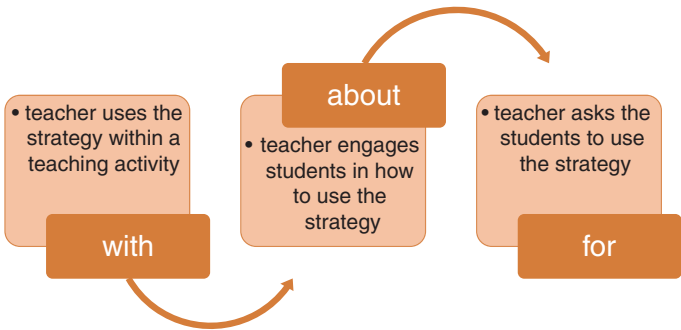 • teacher uses the
strategy within a
teaching activity
with
about
• teacher engages
students in how
to use the
strategy
• teacher asks the
students to use
the strategy
for